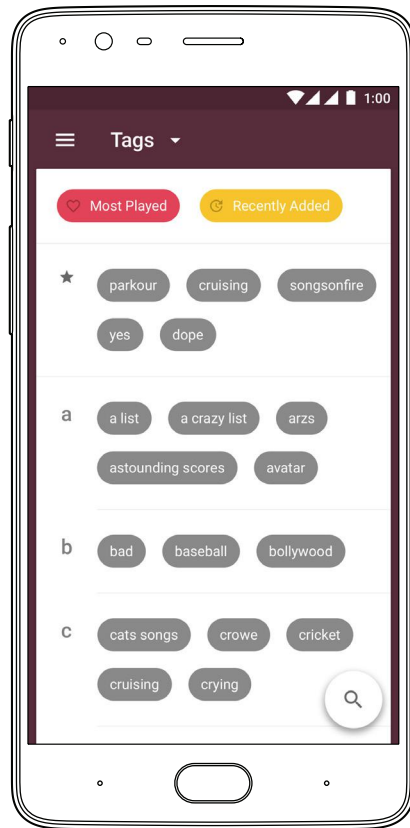 1:00
Tags
Most Played Recently Added
parkour cruising songsonfire
yes dope
a a list a crazy list arzs
astounding scores avatar
b bad baseball bollywood
c cats songs crowe cricket
cruising crying